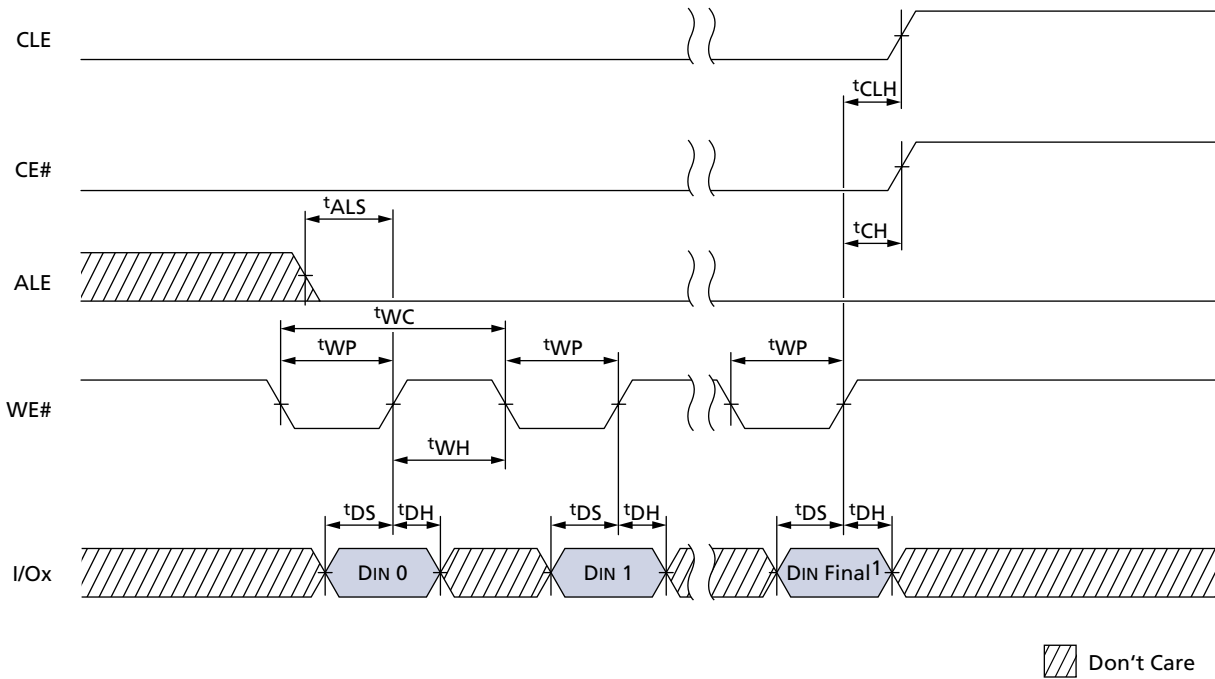 CLE
tCLH
CE#
tALS
tCH
ALE
tWC
tWP tWP tWP
WE#
tWH
tDS tDH tDS tDH tDS tDH
I/Ox DIN 0 DIN 1 DIN Final1
Don't Care